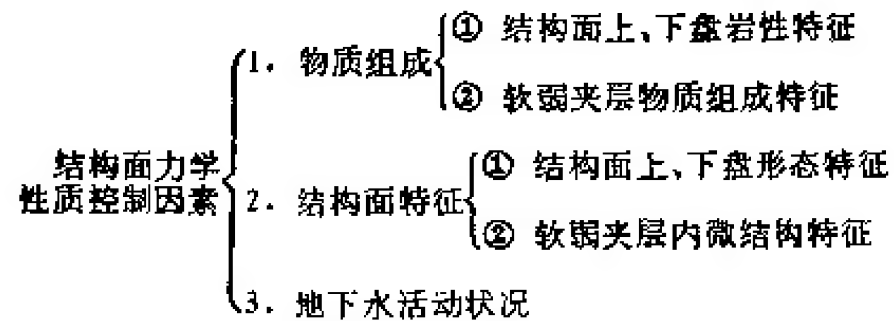 ① 结构面上、下盘岩性特征
1. 物质组成
② 软弱夹层物质组成特征
结构面力学
性质控制因素
① 结构面上、下盘形态特征
2. 结构面特征
② 软弱夹层内微结构特征
3. 地下水活动状况